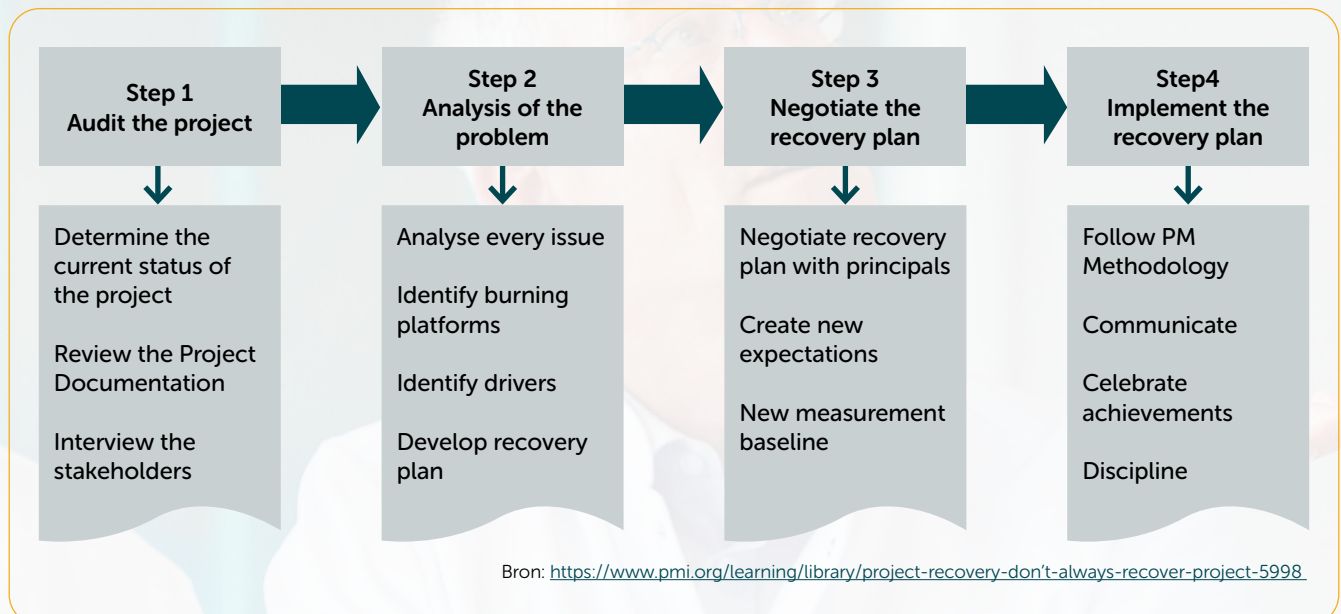 Step 1
Audit the project
Step 2
Analysis of the
problem
Step 3
Negotiate the
recovery plan
Step4
Implement the
recovery plan
Determine the
current status of
the project
Review the Project
Documentation
Interview the
stakeholders
Analyse every issue
Identify burning
platforms
Identify drivers
Develop recovery
plan
Negotiate recovery
plan with principals
Create new
expectations
New measurement
baseline
Follow PM
Methodology
Communicate
Celebrate
achievements
Discipline
Bron: https://www.pmi.org/learning/library/project-recovery-don’t-always-recover-project-5998